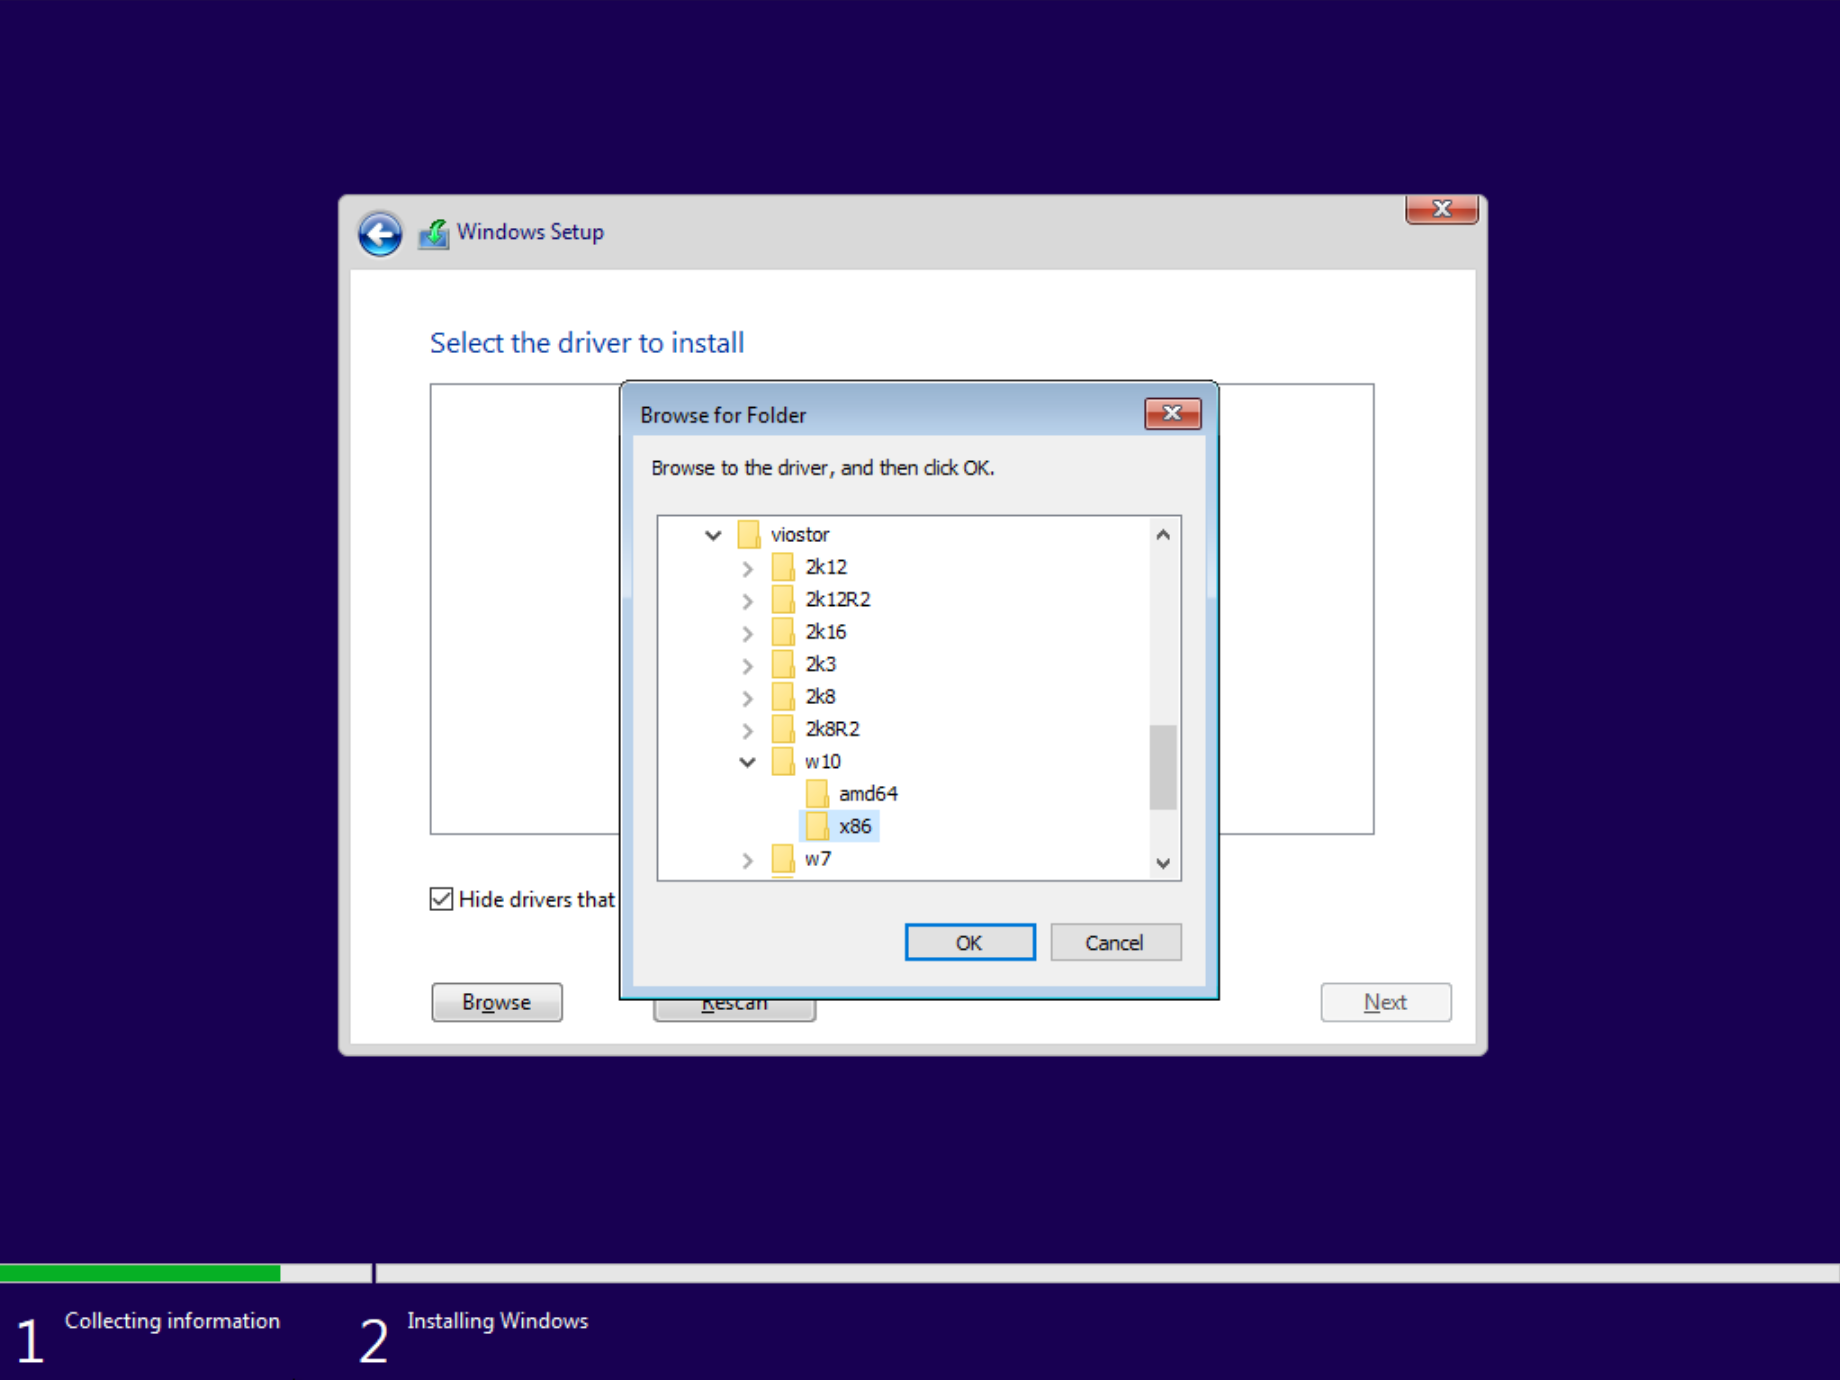 Windows Setup
Select the driver to install
Browse for Folder
Browse to the driver, and then click OK.
viostor
2k12
2k12R2
2k16
2k3
2k8
2k8R2
w10
amd64
x86
w7
Hide drivers that
OK
Cancel
Browse
Rescan
Next
1 Collecting information
2 Installing Windows